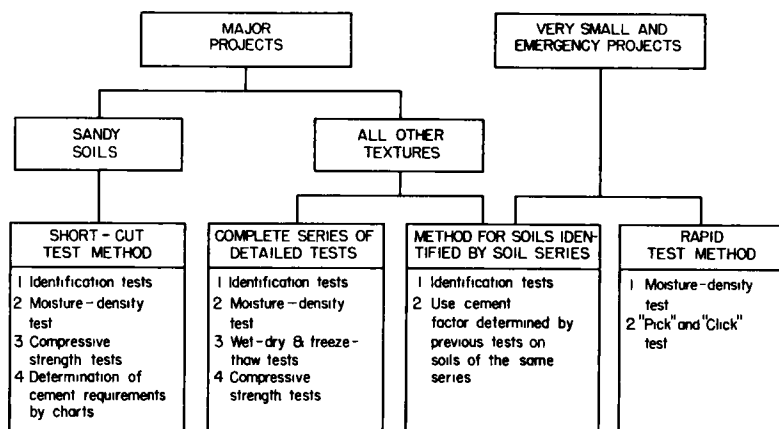 MAJOR
PROJECTS
VERY SMALL AND
EMERGENCY PROJECTS
SANDY
SOILS
ALL OTHER
TEXTURES
SHORT-CUT
TEST METHOD
1 Identification tests
2 Moisture-density
test
3 Compressive
strength tests
4 Determination of
cement requirements
by charts
COMPLETE SERIES OF
DETAILED TESTS
1 Identification tests
2 Moisture-density
test
3 Wet-dry & freeze-
thaw tests
4 Compressive
strength tests
METHOD FOR SOILS IDEN-
TIFIED BY SOIL SERIES
1 Identification tests
2 Use cement
factor determined by
previous tests on
soils of the same
series
RAPID
TEST METHOD
1 Moisture-density
test
2 "Pick" and "Click"
test